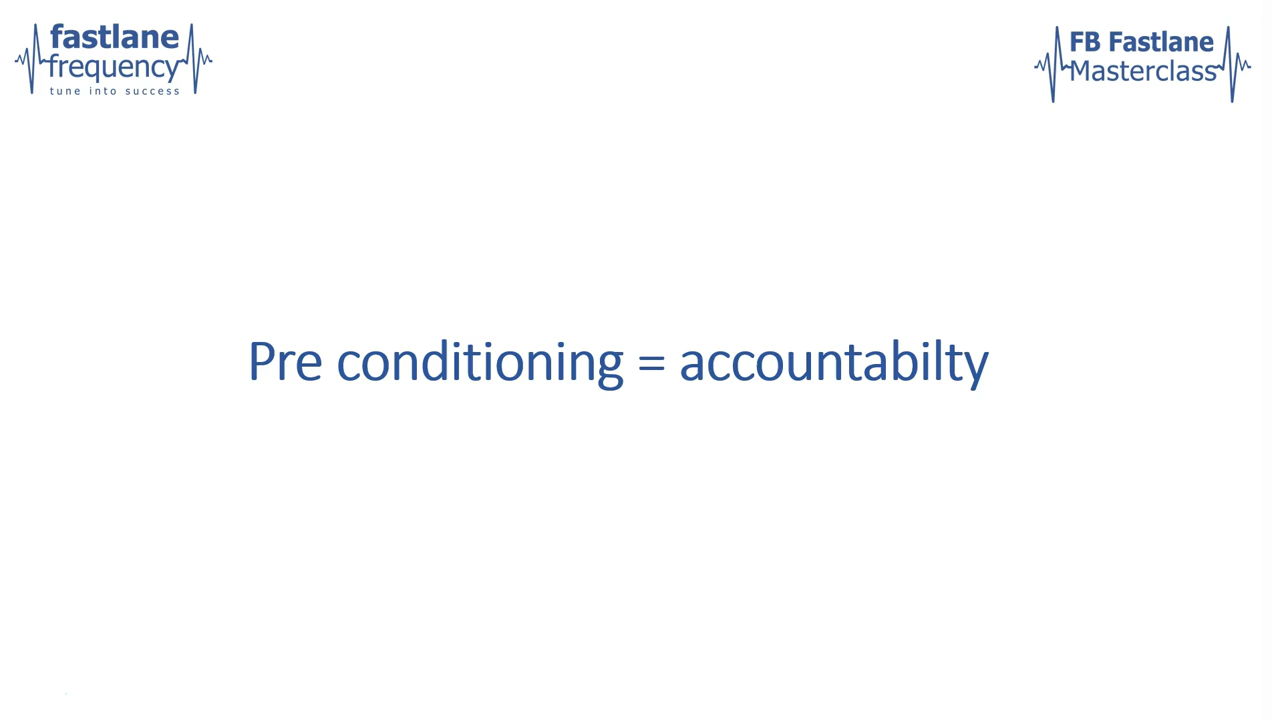 fastlane
frequency
tune into success
FB Fastlane
Masterclass
Pre conditioning = accountabilty